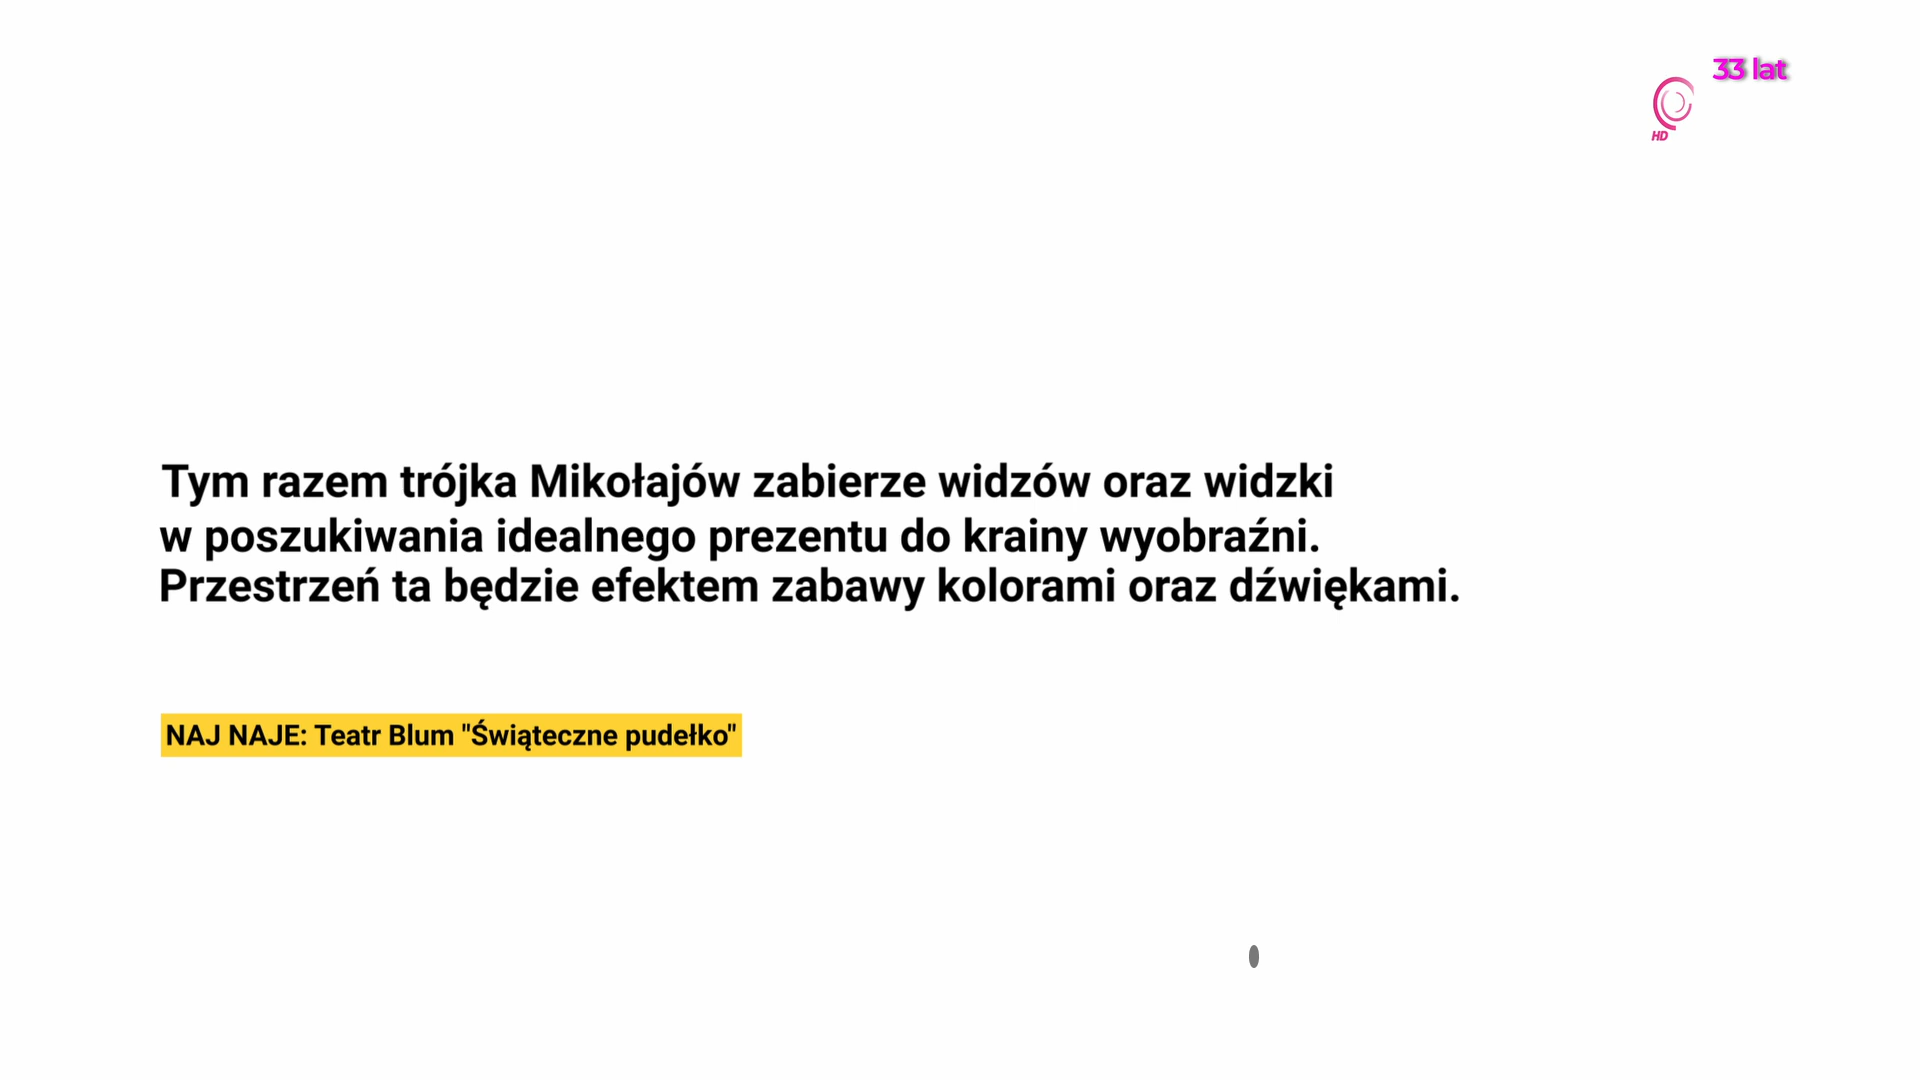 33 lat
HD
Tym razem trójka Mikołajów zabierze widzów oraz widzki
w poszukiwania idealnego prezentu do krainy wyobraźni.
Przestrzeń ta będzie efektem zabawy kolorami oraz dźwiękami.
NAJ NAJE: Teatr Blum "Świąteczne pudełko"